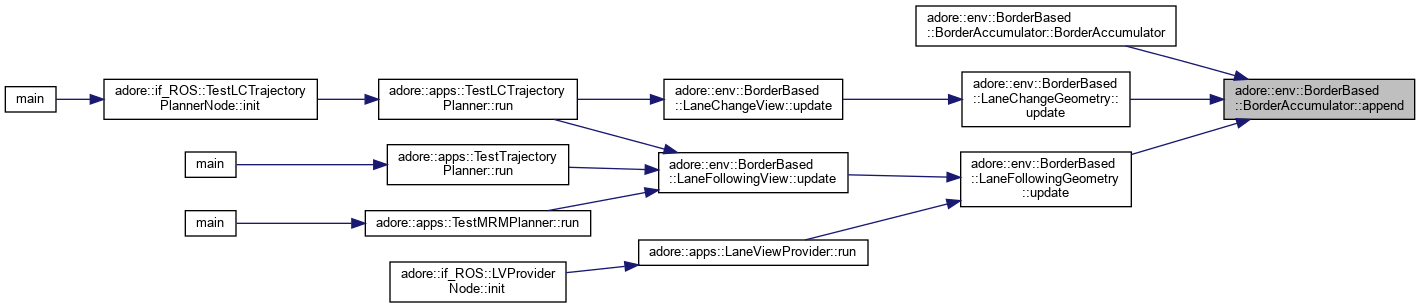 adore::env::BorderBased
::BorderAccumulator::BorderAccumulator
main
adore::if_ROS::TestLCTrajectory
PlannerNode::init
adore::apps::TestLCTrajectory
Planner::run
adore::env::BorderBased
::LaneChangeView::update
adore::env::BorderBased
::LaneChangeGeometry::
update
adore::env::BorderBased
::BorderAccumulator::append
main
adore::apps::TestTrajectory
Planner::run
adore::env::BorderBased
::LaneFollowingView::update
adore::env::BorderBased
::LaneFollowingGeometry
::update
main
adore::apps::TestMRMPlanner::run
adore::apps::LaneViewProvider::run
adore::if_ROS::LVProvider
Node::init